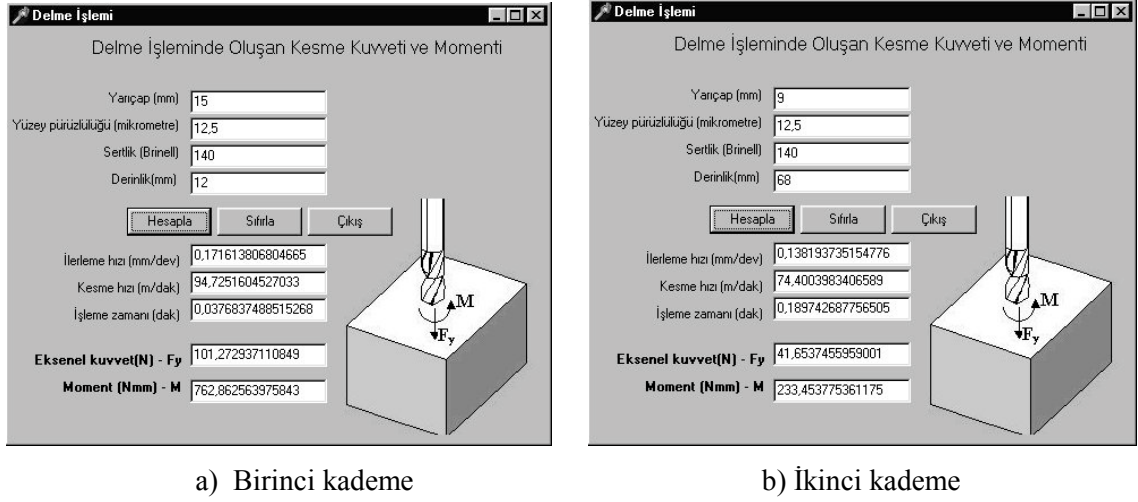 Delme İşlemi
Delme İşleminde Oluşan Kesme Kuvveti ve Momenti
Yarıçap (mm) 15
Yüzey pürüzlülüğü (mikrometre) 12,5
Sertlik (Brinell) 140
Derinlik(mm) 12
Hesapla Sıfırla Çıkış
İlerleme hızı (mm/dev) 0,171613806804665
Kesme hızı (m/dak) 94,7251604527033
İşleme zamanı (dak) 0,0376837488515268
Eksenel kuvvet(N) - Fy 101,272937110849
Moment (Nmm) - M 762,862563975843
M
Fy
a) Birinci kademe
Delme İşlemi
Delme İşleminde Oluşan Kesme Kuvveti ve Momenti
Yarıçap (mm) 9
Yüzey pürüzlülüğü (mikrometre) 12,5
Sertlik (Brinell) 140
Derinlik(mm) 68
Hesapla Sıfırla Çıkış
İlerleme hızı (mm/dev) 0,138193735154776
Kesme hızı (m/dak) 74,4003983406589
İşleme zamanı (dak) 0,189742687756505
Eksenel kuvvet(N) - Fy 41,6537455959001
Moment (Nmm) - M 233,453775361175
M
Fy
b) İkinci kademe